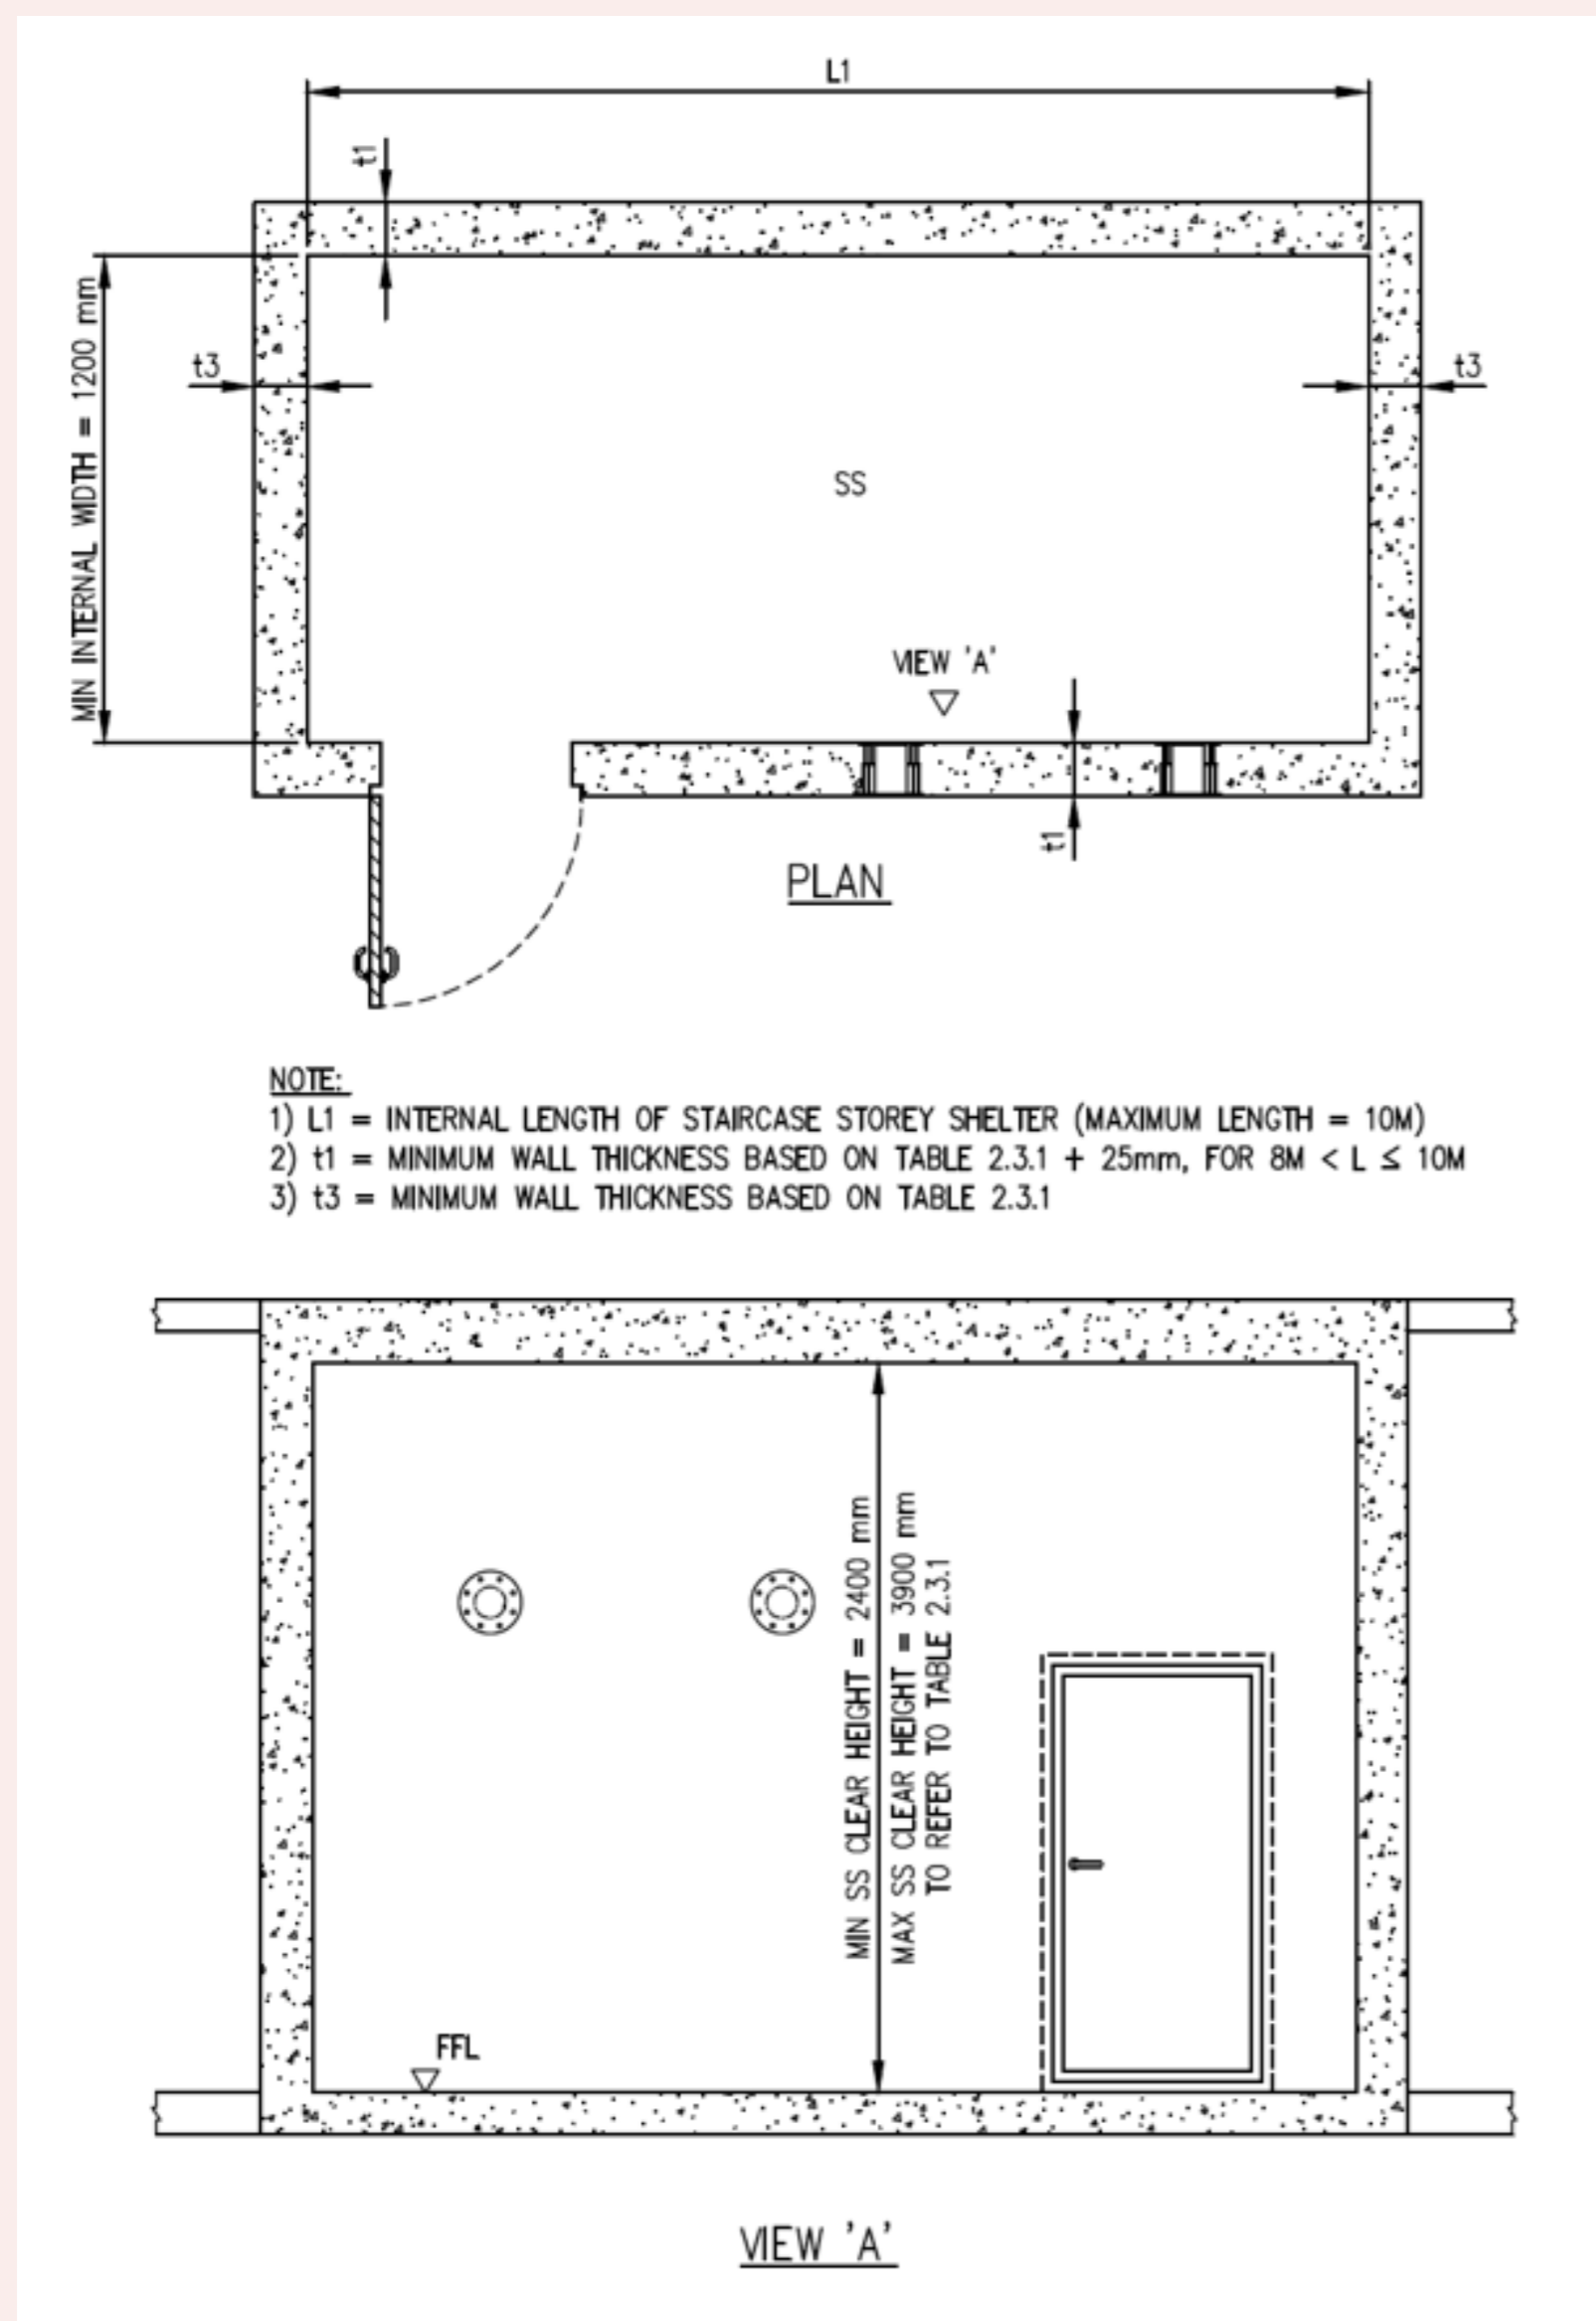 L1
t1
MIN INTERNAL WIDTH = 1200 mm
t3
t3
SS
VIEW 'A'
t1
PLAN
NOTE:
1) L1 = INTERNAL LENGTH OF STAIRCASE STOREY SHELTER (MAXIMUM LENGTH = 10M)
2) t1 = MINIMUM WALL THICKNESS BASED ON TABLE 2.3.1 + 25mm, FOR 8M < L ≤ 10M
3) t3 = MINIMUM WALL THICKNESS BASED ON TABLE 2.3.1
MIN SS CLEAR HEIGHT = 2400 mm
MAX SS CLEAR HEIGHT = 3900 mm
TO REFER TO TABLE 2.3.1
FFL
VIEW 'A'